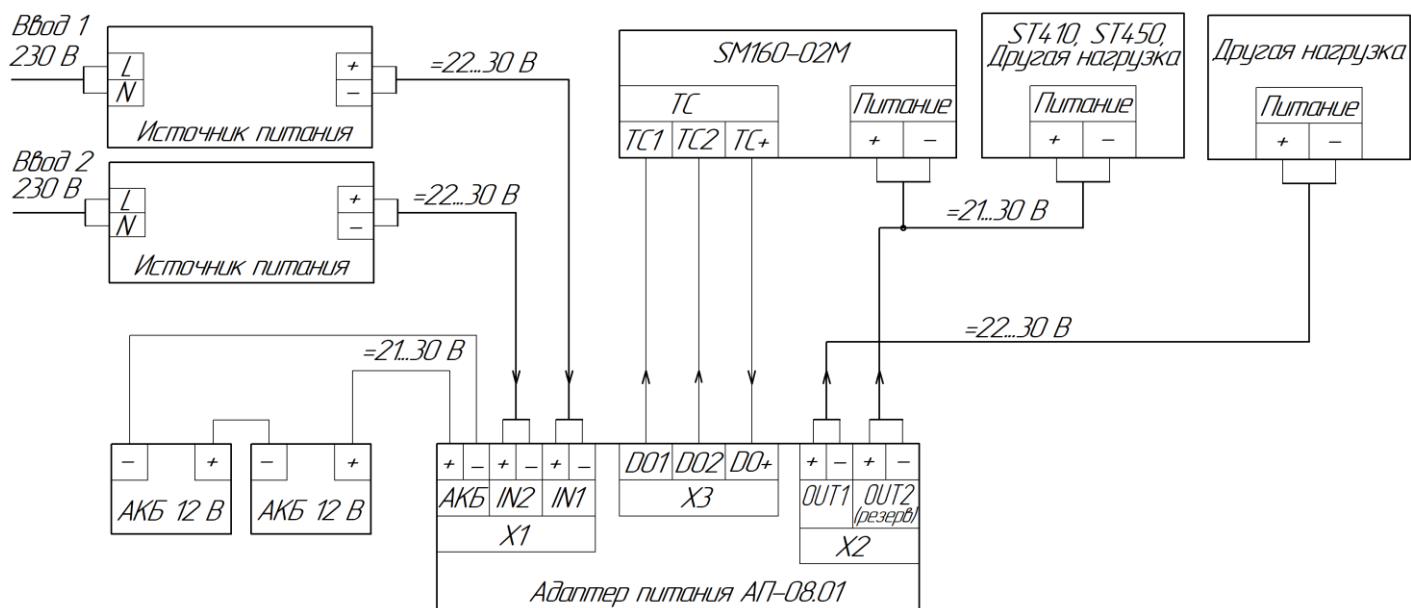 Ввод 1
230 В
L
N
+
−
Источник питания
=22...30 В
Ввод 2
230 В
L
N
+
−
Источник питания
=22...30 В
SM160-02M
ТС
ТС1 ТС2 ТС+
Питание
+ −
ST410, ST450,
Другая нагрузка
Питание
+ −
Другая нагрузка
Питание
+ −
=21...30 В
=22...30 В
=21...30 В
− +
АКБ 12 В
− +
АКБ 12 В
+ − + − + −
АКБ IN2 IN1
X1
DO1 DO2 DO+
X3
+ − + −
OUT1 OUT2
(резерв)
X2
Адаптер питания АП-08.01